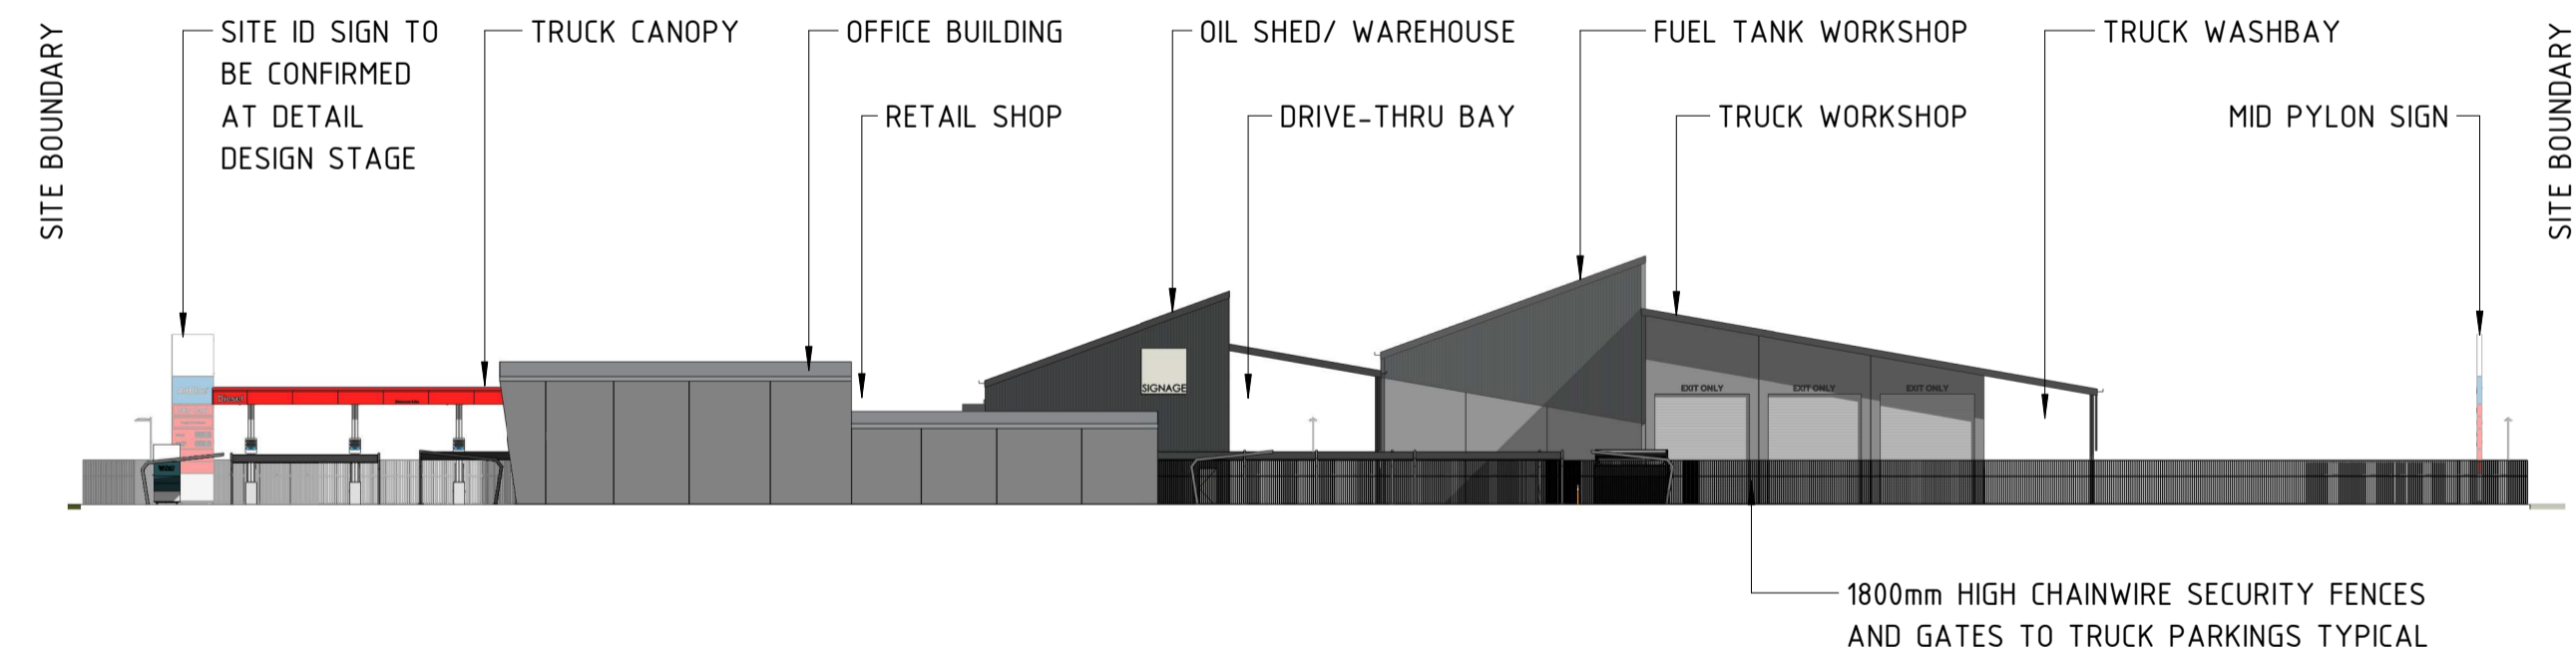 SITE BOUNDARY
SITE ID SIGN TO
BE CONFIRMED
AT DETAIL
DESIGN STAGE
TRUCK CANOPY
OFFICE BUILDING
RETAIL SHOP
OIL SHED/ WAREHOUSE
DRIVE-THRU BAY
FUEL TANK WORKSHOP
TRUCK WORKSHOP
TRUCK WASHBAY
MID PYLON SIGN
SITE BOUNDARY
Diesel
SIGNAGE
EXIT ONLY
EXIT ONLY
EXIT ONLY
1800mm HIGH CHAINWIRE SECURITY FENCES
AND GATES TO TRUCK PARKINGS TYPICAL